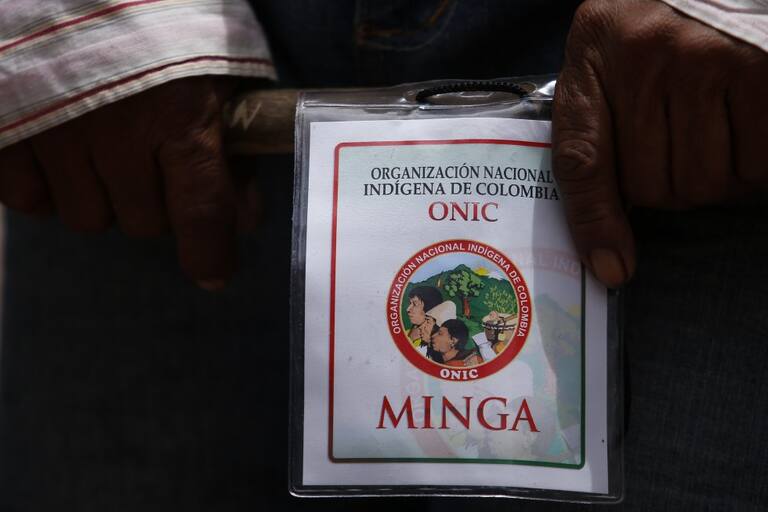 ORGANIZACIÓN NACIONAL
INDÍGENA DE COLOMBIA
ONIC
ORGANIZACIÓN NACIONAL INDÍGENA DE COLOMBIA
ONIC
MINGA